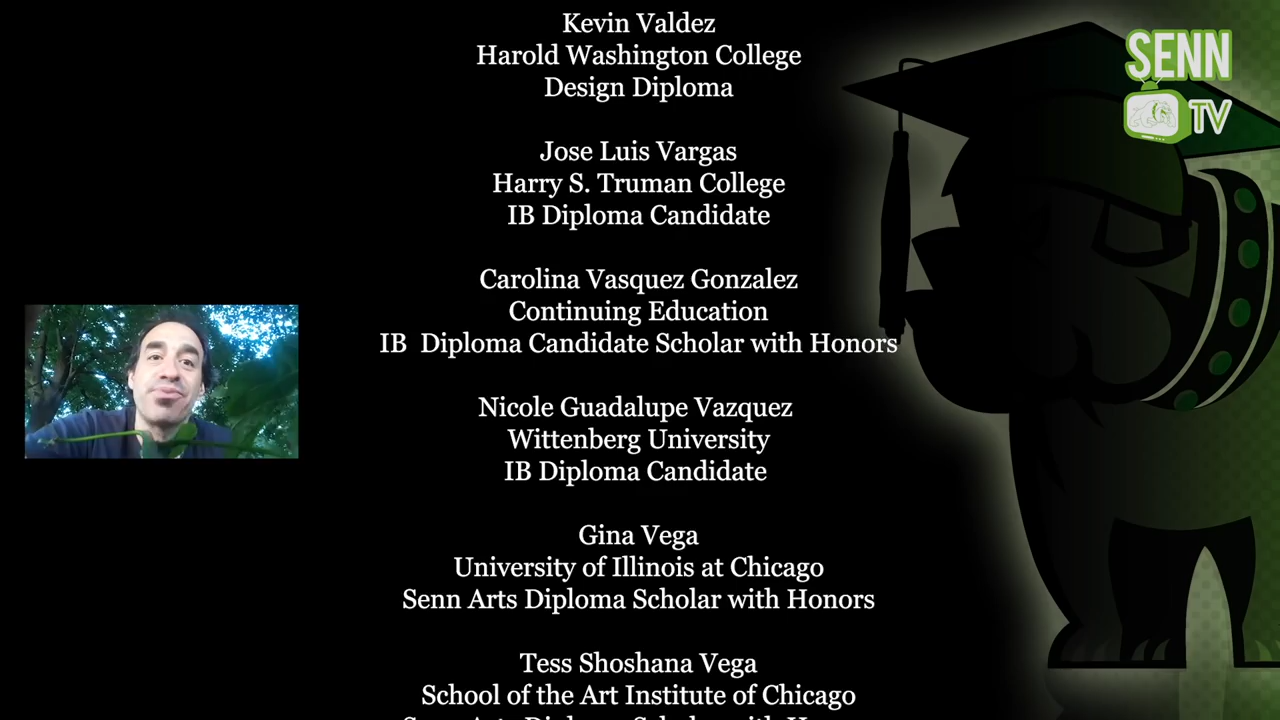 Kevin Valdez
Harold Washington College
Design Diploma
Jose Luis Vargas
Harry S. Truman College
IB Diploma Candidate
Carolina Vasquez Gonzalez
Continuing Education
IB  Diploma Candidate Scholar with Honors
Nicole Guadalupe Vazquez
Wittenberg University
IB Diploma Candidate
Gina Vega
University of Illinois at Chicago
Senn Arts Diploma Scholar with Honors
Tess Shoshana Vega
School of the Art Institute of Chicago
SENN
TV